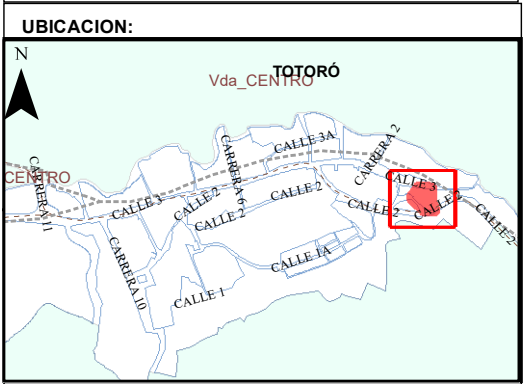 UBICACION:
N
TOTORÓ
Vda_CENTRO
CENTRO
CALLE 3A
CARRERA 2
CARRERA 6
CARRERA 11
CALLE 3
CALLE 2
CALLE 2
CALLE 2
CALLE 3
CALLE 2
CALLE 2
CALLE 2
CARRERA 10
CALLE 1A
CALLE 1